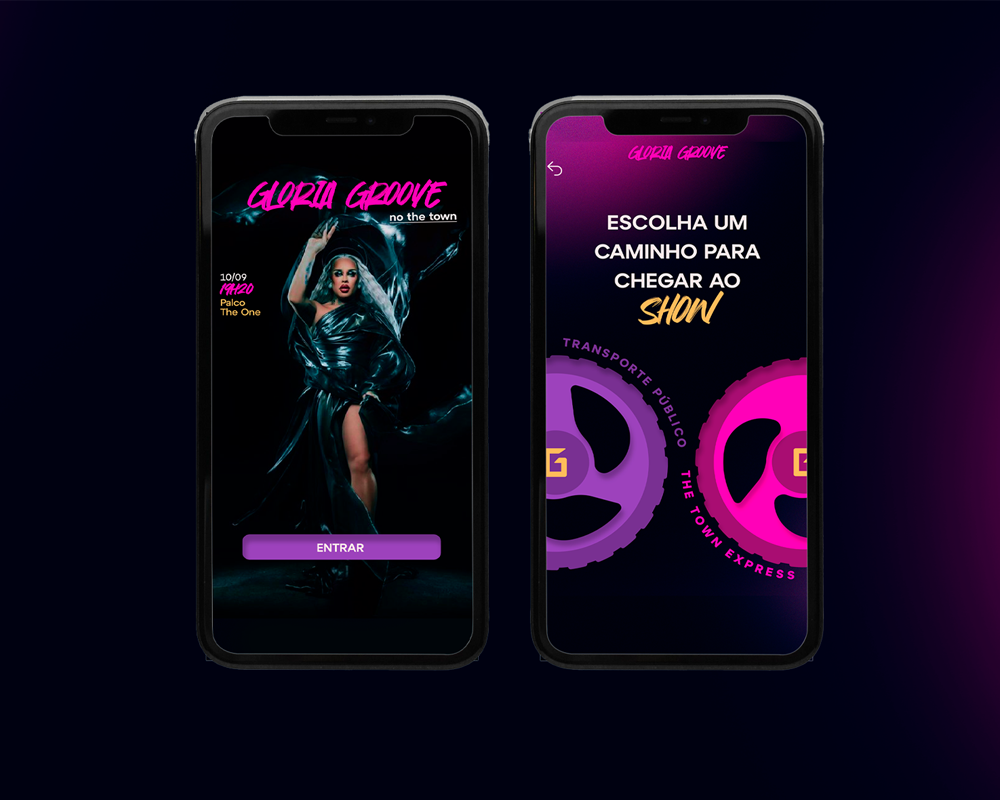 GLORIA GROOVE
no the town
10/09
19H20
Palco
The One
ENTRAR
GLORIA GROOVE
ESCOLHA UM
CAMINHO PARA
CHEGAR AO
SHOW
TRANSPORTE PÚBLICO
G
G
THE TOWN EXPRESS